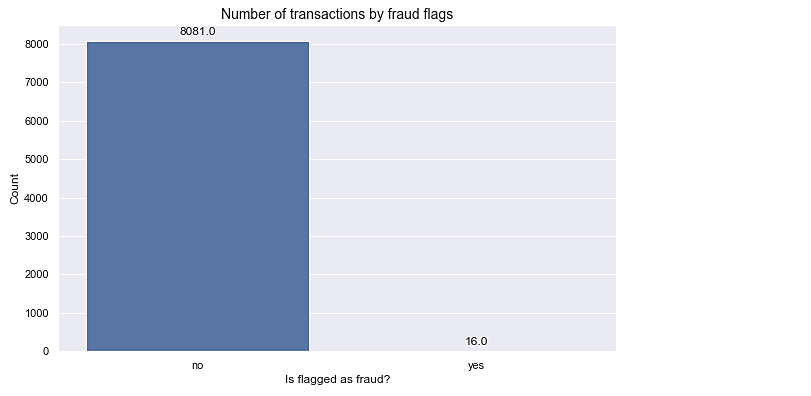 Number of transactions by fraud flags
8081.0
8000
7000
6000
5000
4000
3000
2000
1000
0
Count
16.0
no
yes
Is flagged as fraud?